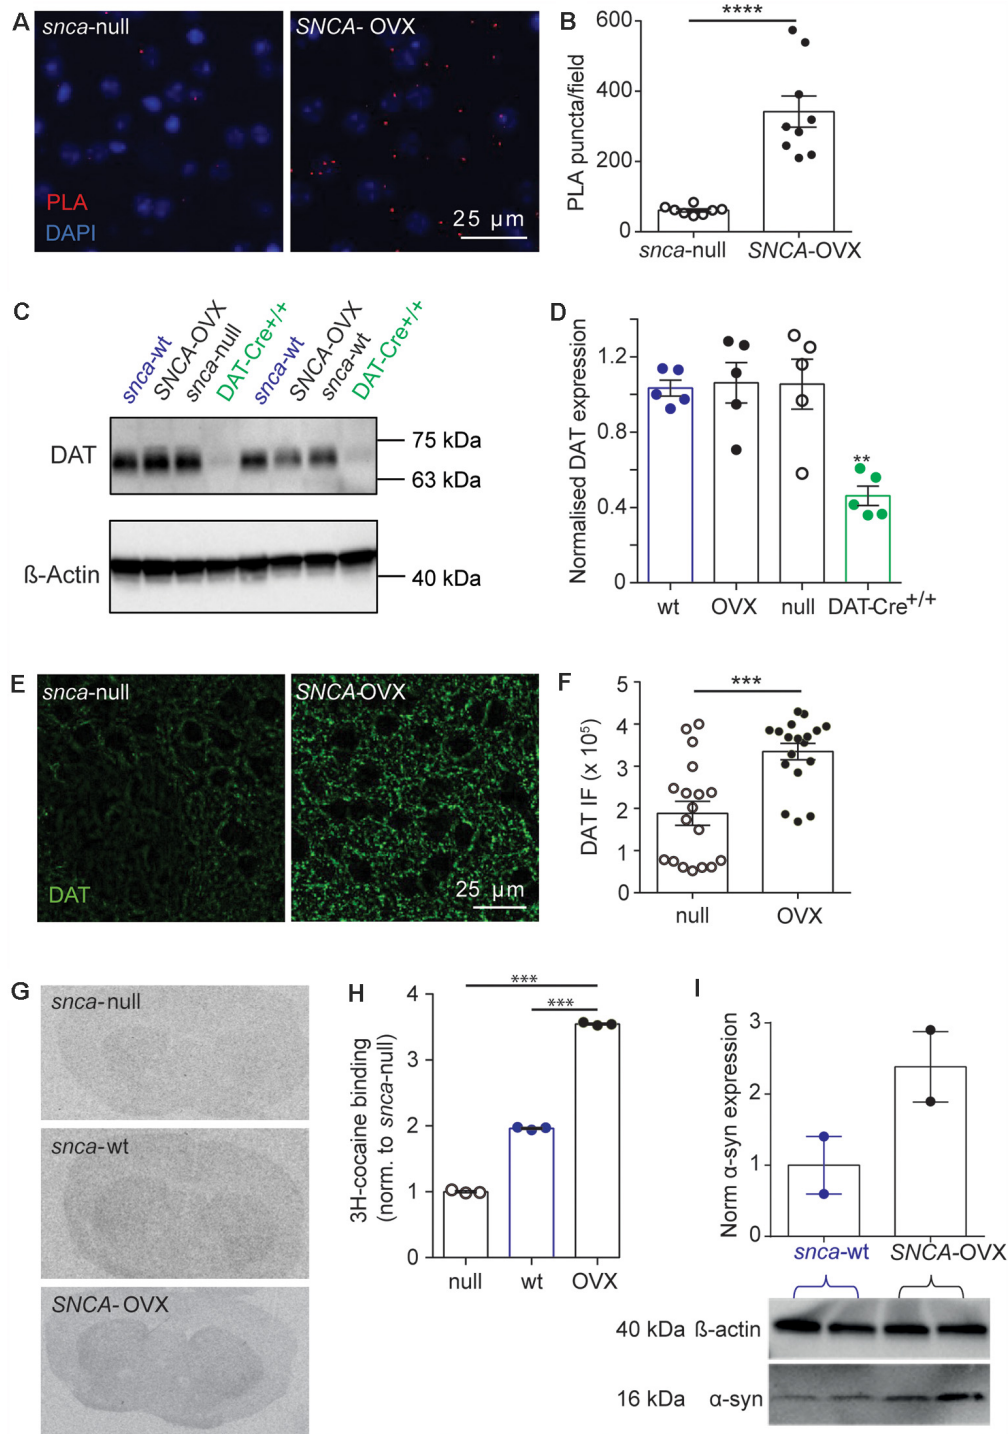 A
snca-null
SNCA- OVX
PLA
DAPI
25 µm
B
****
PLA puncta/field
600
400
200
0
snca-null
SNCA-OVX
C
snca-wt
SNCA-OVX
snca-null
DAT-Cre+/+
snca-wt
SNCA-OVX
snca-wt
DAT-Cre+/+
DAT
75 kDa
63 kDa
ß-Actin
40 kDa
D
Normalised DAT expression
1.2
0.8
0.4
0
**
wt
OVX
null
DAT-Cre+/+
E
snca-null
SNCA-OVX
DAT
25 µm
F
***
DAT IF (x 10⁵)
5
4
3
2
1
0
null
OVX
G
snca-null
snca-wt
SNCA- OVX
H
***
***
3H-cocaine binding
(norm. to snca-null)
4
3
2
1
0
null
wt
OVX
I
Norm α-syn expression
3
2
1
0
snca-wt
SNCA-OVX
40 kDa ß-actin
16 kDa α-syn